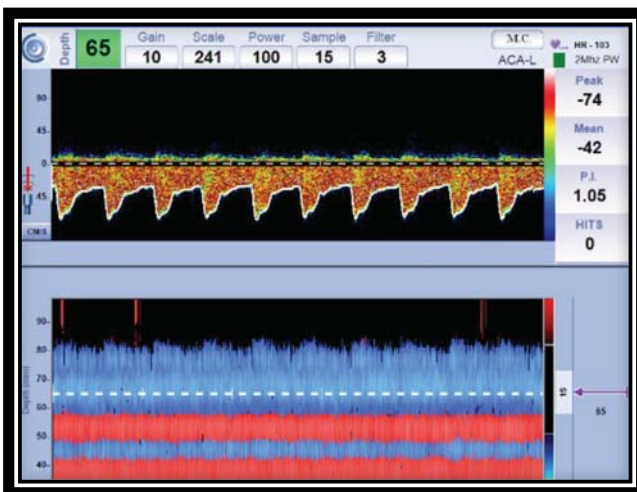 Depth 65 Gain Scale Power Sample Filter M.C. HR - 103
10 241 100 15 3 ACA-L 2Mhz PW
Peak
-74
Mean
-42
P.I.
1.05
HITS
0
90
45
0
45
CM/S
90
80
70
60
50
40
Depth (mm)
15
65